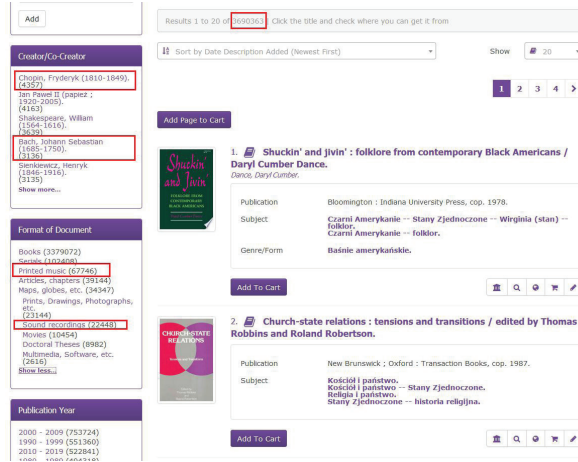 Add
Creator/Co-Creator
Chopin, Fryderyk (1810-1849).
(4357)
Jan Paweł II (papież ;
1920-2005).
(4163)
Shakespeare, William
(1564-1616).
(3639)
Bach, Johann Sebastian
(1685-1750).
(3136)
Sienkiewicz, Henryk
(1846-1916).
(3135)
Show more...
Format of Document
Books (3379072)
Serials (102408)
Printed music (67746)
Articles, chapters (39144)
Maps, globes, etc. (34347)
Prints, Drawings, Photographs,
etc.
(23144)
Sound recordings (22448)
Movies (10454)
Doctoral Theses (8982)
Multimedia, Software, etc.
(2616)
Show less...
Publication Year
2000 - 2009 (753724)
1990 - 1999 (551360)
2010 - 2019 (522841)
Results 1 to 20 of 3690363 Click the title and check where you can get it from
Sort by Date Description Added (Newest First)
Show 20
1 2 3 4
Add Page to Cart
Shuckin'
and Jivin'
FOLKLORE FROM
CONTEMPORARY
BLACK AMERICANS
1. Shuckin' and jivin' : folklore from contemporary Black Americans /
Daryl Cumber Dance.
Dance, Daryl Cumber.
Publication Bloomington : Indiana University Press, cop. 1978.
Subject Czarni Amerykanie -- Stany Zjednoczone -- Wirginia (stan) --
folklor.
Czarni Amerykanie -- folklor.
Genre/Form Baśnie amerykańskie.
Add To Cart
CHURCH-STATE
RELATIONS
2. Church-state relations : tensions and transitions / edited by Thomas
Robbins and Roland Robertson.
Publication New Brunswick ; Oxford : Transaction Books, cop. 1987.
Subject Kościół i państwo.
Kościół i państwo -- Stany Zjednoczone.
Religia i państwo.
Stany Zjednoczone -- historia religijna.
Add To Cart